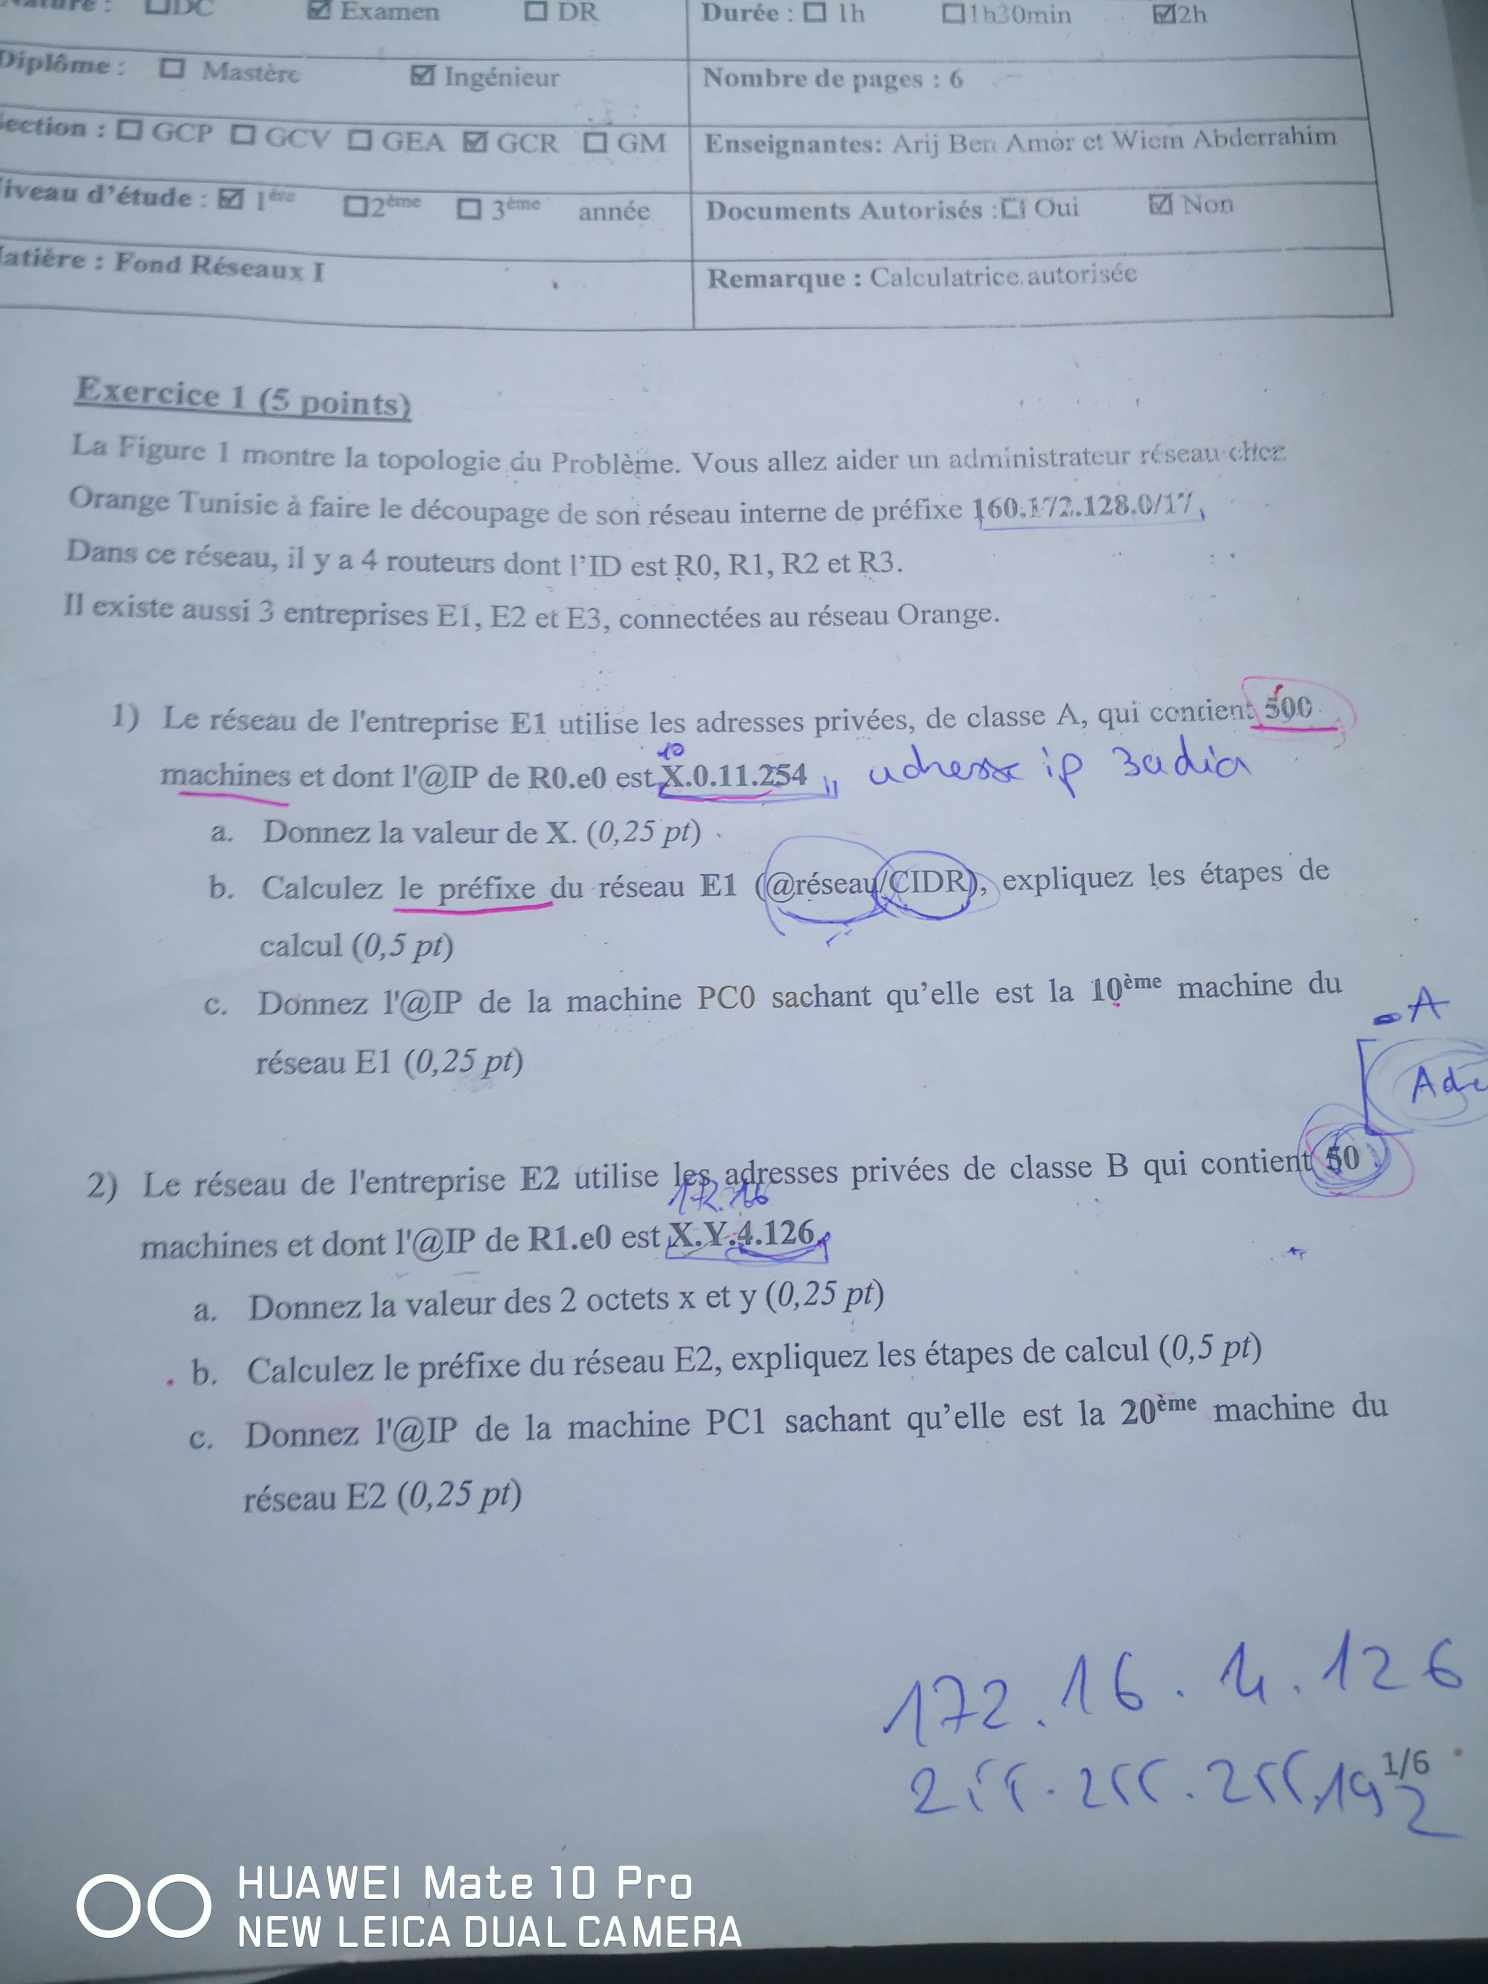 ☐DC ☑ Examen ☐ DR
Durée : ☐ 1h ☐1h30min ☑2h
Diplôme : ☐ Mastère ☑ Ingénieur
Nombre de pages : 6
ection : ☐ GCP ☐ GCV ☐ GEA ☑ GCR ☐ GM
Enseignantes: Arij Ben Amor et Wiem Abderrahim
iveau d'étude : ☑ 1ère ☐2ème ☐ 3ème année
Documents Autorisés :☐ Oui ☑ Non
atière : Fond Réseaux I
Remarque : Calculatrice autorisée
Exercice 1 (5 points)
La Figure 1 montre la topologie du Problème. Vous allez aider un administrateur réseau chez
Orange Tunisie à faire le découpage de son réseau interne de préfixe 160.172.128.0/17.
Dans ce réseau, il y a 4 routeurs dont l'ID est R0, R1, R2 et R3.
Il existe aussi 3 entreprises E1, E2 et E3, connectées au réseau Orange.
1) Le réseau de l'entreprise E1 utilise les adresses privées, de classe A, qui contient 500
10
machines et dont l'@IP de R0.e0 est X.0.11.254 adresse ip 3adia
a. Donnez la valeur de X. (0,25 pt)
b. Calculez le préfixe du réseau E1 (@réseau/CIDR), expliquez les étapes de
calcul (0,5 pt)
c. Donnez l'@IP de la machine PC0 sachant qu'elle est la 10ème machine du
A
réseau E1 (0,25 pt)
Ad
2) Le réseau de l'entreprise E2 utilise les adresses privées de classe B qui contient 50
172.16
machines et dont l'@IP de R1.e0 est X.Y.4.126.
a. Donnez la valeur des 2 octets x et y (0,25 pt)
b. Calculez le préfixe du réseau E2, expliquez les étapes de calcul (0,5 pt)
c. Donnez l'@IP de la machine PC1 sachant qu'elle est la 20ème machine du
réseau E2 (0,25 pt)
172.16.4.126
1/6
255.255.255.192
HUAWEI Mate 10 Pro
NEW LEICA DUAL CAMERA